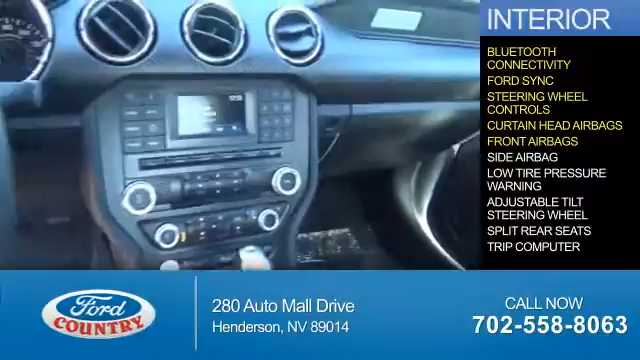 INTERIOR
BLUETOOTH
CONNECTIVITY
FORD SYNC
STEERING WHEEL
CONTROLS
CURTAIN HEAD AIRBAGS
FRONT AIRBAGS
SIDE AIRBAG
LOW TIRE PRESSURE
WARNING
ADJUSTABLE TILT
STEERING WHEEL
SPLIT REAR SEATS
TRIP COMPUTER
Ford
COUNTRY
280 Auto Mall Drive
Henderson, NV 89014
CALL NOW
702-558-8063